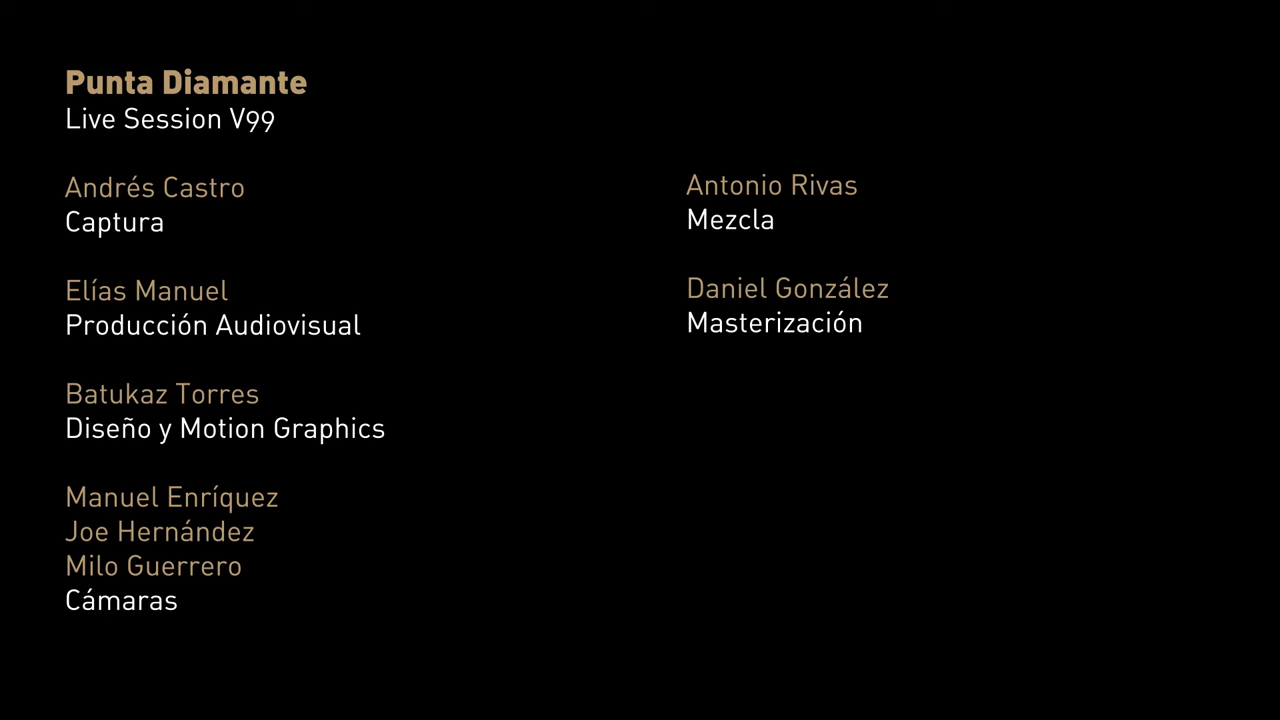 Punta Diamante
Live Session V99
Andrés Castro
Captura
Elías Manuel
Producción Audiovisual
Batukaz Torres
Diseño y Motion Graphics
Manuel Enríquez
Joe Hernández
Milo Guerrero
Cámaras
Antonio Rivas
Mezcla
Daniel González
Masterización